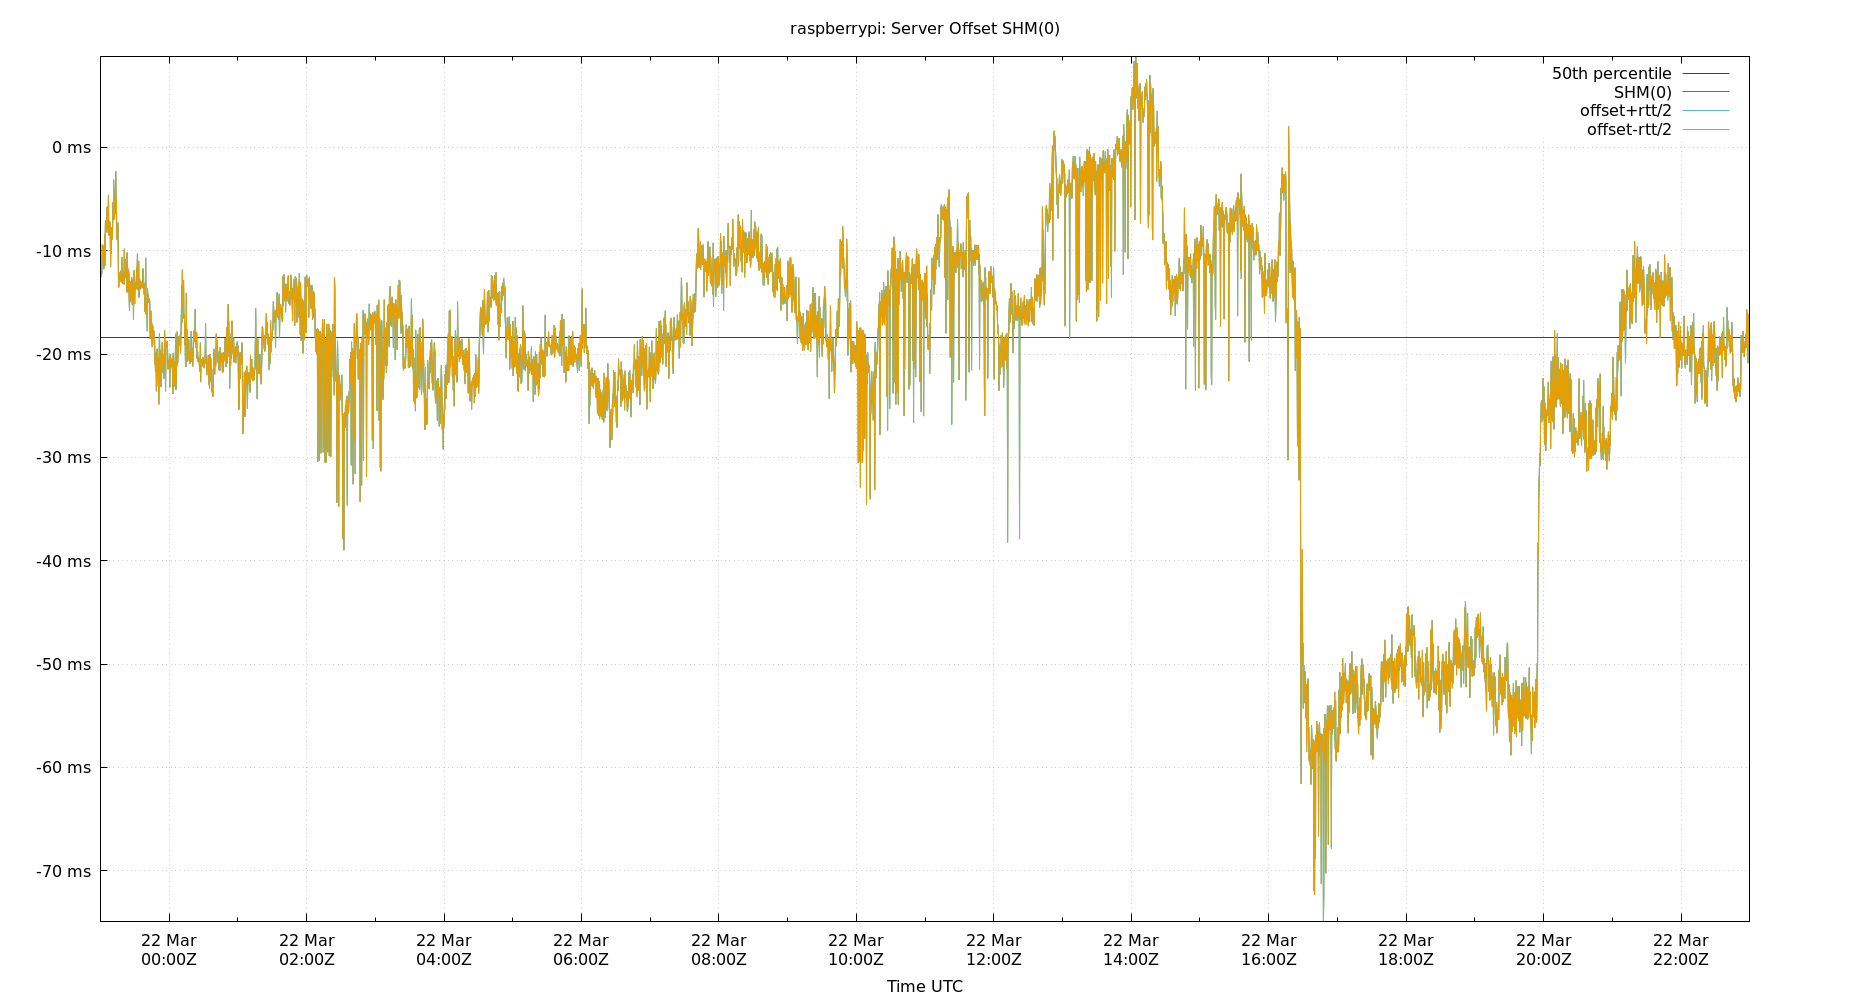 raspberrypi: Server Offset SHM(0)
50th percentile
SHM(0)
offset+rtt/2
offset-rtt/2
0 ms
-10 ms
-20 ms
-30 ms
-40 ms
-50 ms
-60 ms
-70 ms
22 Mar 22 Mar 22 Mar 22 Mar 22 Mar 22 Mar 22 Mar 22 Mar 22 Mar 22 Mar 22 Mar 22 Mar
00:00Z 02:00Z 04:00Z 06:00Z 08:00Z 10:00Z 12:00Z 14:00Z 16:00Z 18:00Z 20:00Z 22:00Z
Time UTC